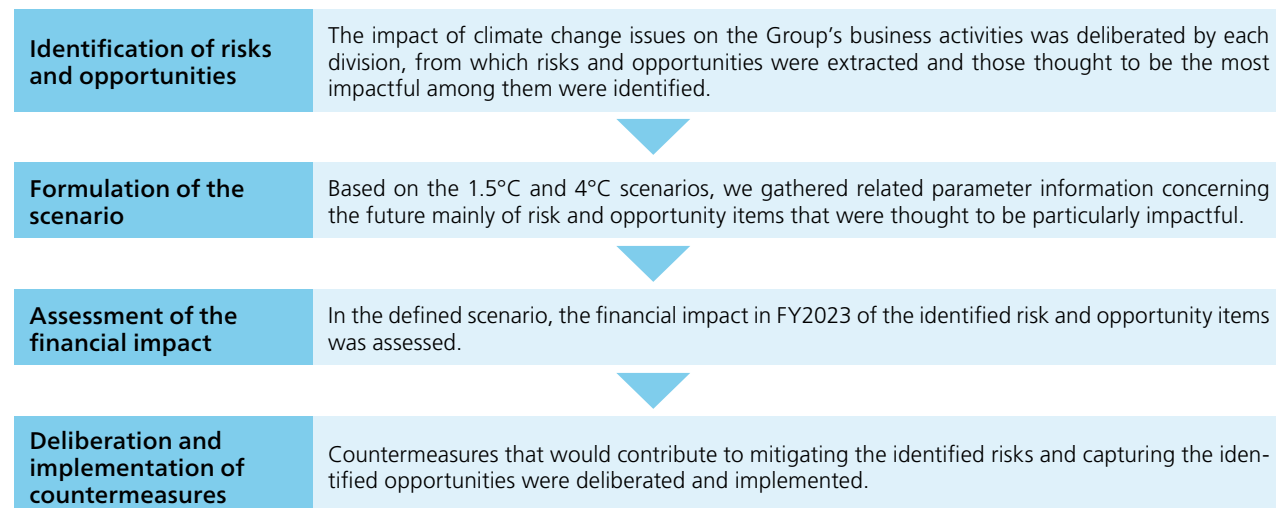 Identification of risks
and opportunities
The impact of climate change issues on the Group’s business activities was deliberated by each
division, from which risks and opportunities were extracted and those thought to be the most
impactful among them were identified.
Formulation of the
scenario
Based on the 1.5°C and 4°C scenarios, we gathered related parameter information concerning
the future mainly of risk and opportunity items that were thought to be particularly impactful.
Assessment of the
financial impact
In the defined scenario, the financial impact in FY2023 of the identified risk and opportunity items
was assessed.
Deliberation and
implementation of
countermeasures
Countermeasures that would contribute to mitigating the identified risks and capturing the iden-
tified opportunities were deliberated and implemented.